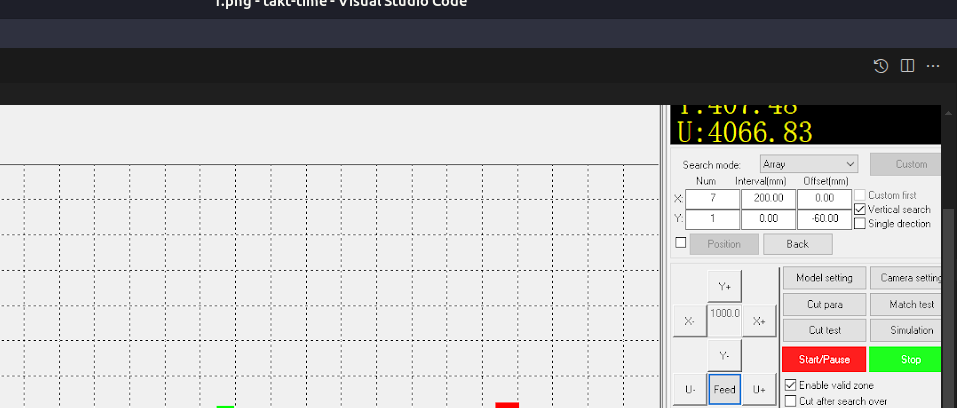 1.png - takt-time - Visual Studio Code
Y:407.48
U:4066.83
Search mode: Array Custom
Num Interval(mm) Offset(mm)
X: 7 200.00 0.00 Custom first
Y: 1 0.00 -60.00 Vertical search
Single direction
Position Back
Model setting Camera setting
Y+
Cut para Match test
X- 1000.0 X+
Cut test Simulation
Y- Start/Pause Stop
U- Feed U+ Enable valid zone
Cut after search over